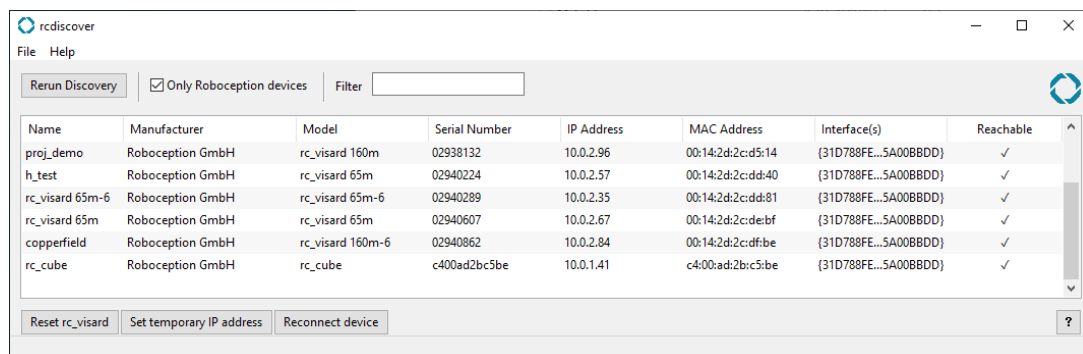 rcdiscover
File Help
Rerun Discovery Only Roboception devices Filter
Name Manufacturer Model Serial Number IP Address MAC Address Interface(s) Reachable
proj_demo Roboception GmbH rc_visard 160m 02938132 10.0.2.96 00:14:2d:2c:d5:14 {31D788FE...5A00BBDD} ✓
h_test Roboception GmbH rc_visard 65m 02940224 10.0.2.57 00:14:2d:2c:dd:40 {31D788FE...5A00BBDD} ✓
rc_visard 65m-6 Roboception GmbH rc_visard 65m-6 02940289 10.0.2.35 00:14:2d:2c:dd:81 {31D788FE...5A00BBDD} ✓
rc_visard 65m Roboception GmbH rc_visard 65m 02940607 10.0.2.67 00:14:2d:2c:de:bf {31D788FE...5A00BBDD} ✓
copperfield Roboception GmbH rc_visard 160m-6 02940862 10.0.2.84 00:14:2d:2c:df:be {31D788FE...5A00BBDD} ✓
rc_cube Roboception GmbH rc_cube c400ad2bc5be 10.0.1.41 c4:00:ad:2b:c5:be {31D788FE...5A00BBDD} ✓
Reset rc_visard Set temporary IP address Reconnect device ?